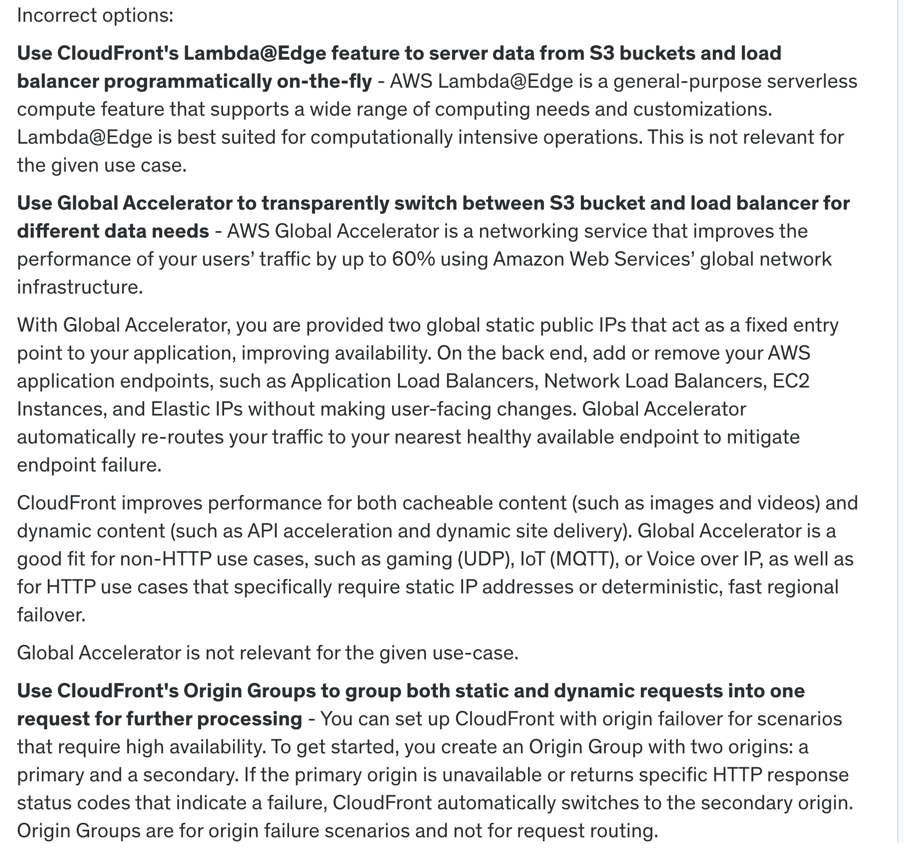 Incorrect options:
Use CloudFront's Lambda@Edge feature to server data from S3 buckets and load
balancer programmatically on-the-fly - AWS Lambda@Edge is a general-purpose serverless
compute feature that supports a wide range of computing needs and customizations.
Lambda@Edge is best suited for computationally intensive operations. This is not relevant for
the given use case.
Use Global Accelerator to transparently switch between S3 bucket and load balancer for
different data needs - AWS Global Accelerator is a networking service that improves the
performance of your users’ traffic by up to 60% using Amazon Web Services’ global network
infrastructure.
With Global Accelerator, you are provided two global static public IPs that act as a fixed entry
point to your application, improving availability. On the back end, add or remove your AWS
application endpoints, such as Application Load Balancers, Network Load Balancers, EC2
Instances, and Elastic IPs without making user-facing changes. Global Accelerator
automatically re-routes your traffic to your nearest healthy available endpoint to mitigate
endpoint failure.
CloudFront improves performance for both cacheable content (such as images and videos) and
dynamic content (such as API acceleration and dynamic site delivery). Global Accelerator is a
good fit for non-HTTP use cases, such as gaming (UDP), IoT (MQTT), or Voice over IP, as well as
for HTTP use cases that specifically require static IP addresses or deterministic, fast regional
failover.
Global Accelerator is not relevant for the given use-case.
Use CloudFront's Origin Groups to group both static and dynamic requests into one
request for further processing - You can set up CloudFront with origin failover for scenarios
that require high availability. To get started, you create an Origin Group with two origins: a
primary and a secondary. If the primary origin is unavailable or returns specific HTTP response
status codes that indicate a failure, CloudFront automatically switches to the secondary origin.
Origin Groups are for origin failure scenarios and not for request routing.